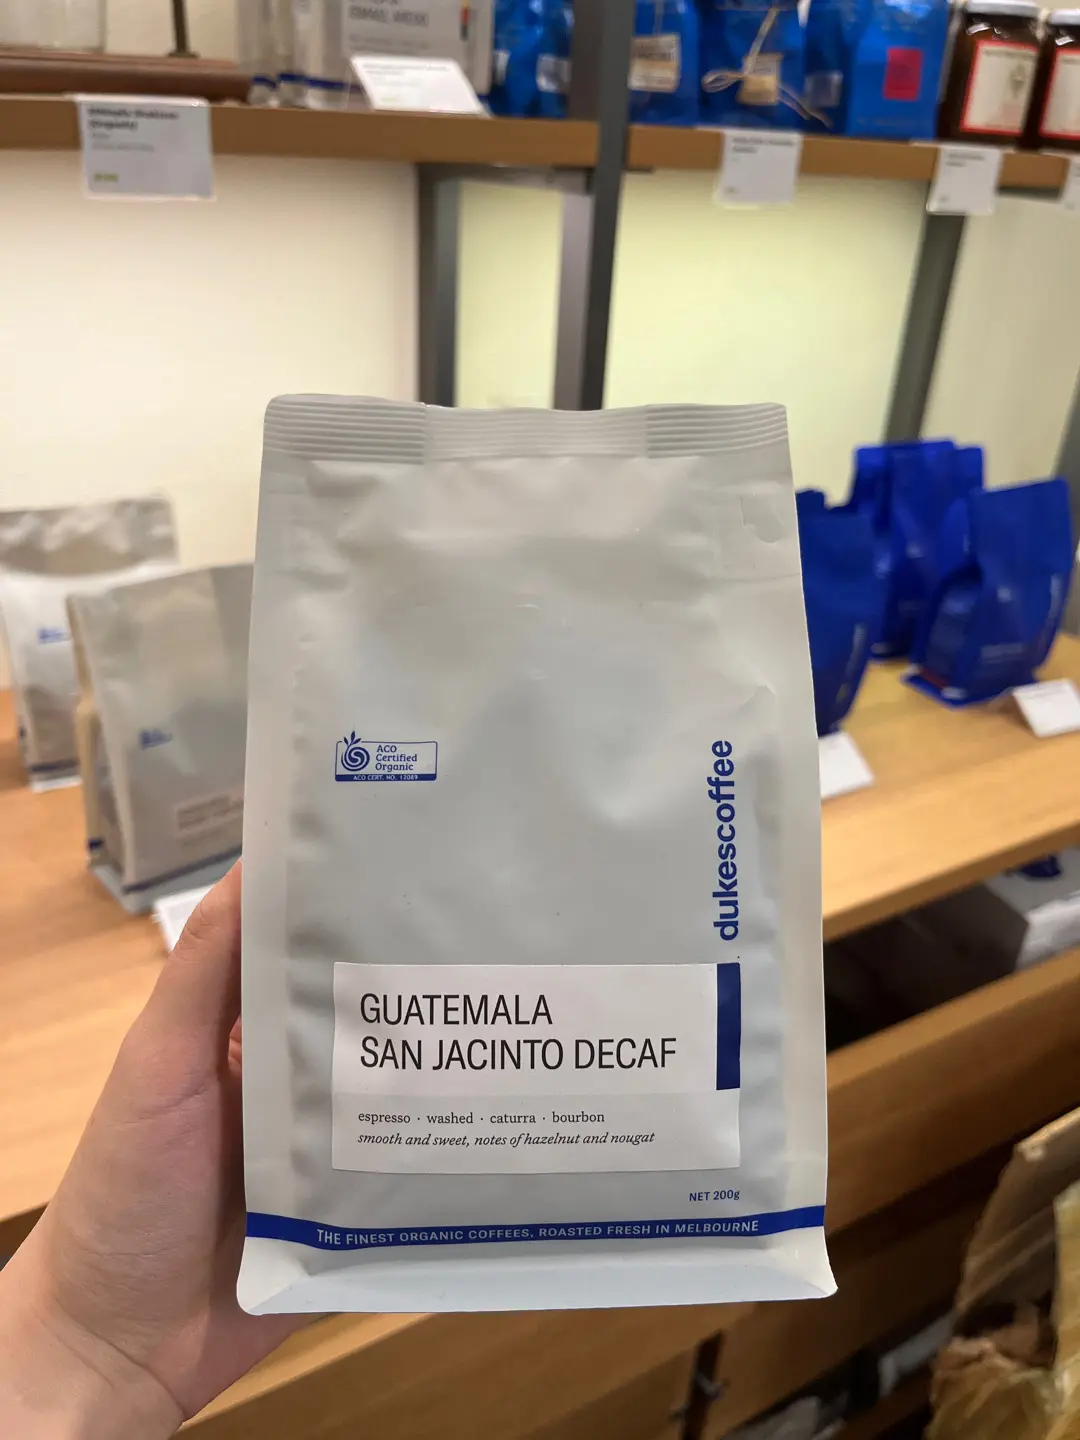 ACO
Certified
Organic
ACO CERT. NO. 12089
dukescoffee
GUATEMALA
SAN JACINTO DECAF
espresso · washed · caturra · bourbon
smooth and sweet, notes of hazelnut and nougat
NET 200g
THE FINEST ORGANIC COFFEES, ROASTED FRESH IN MELBOURNE